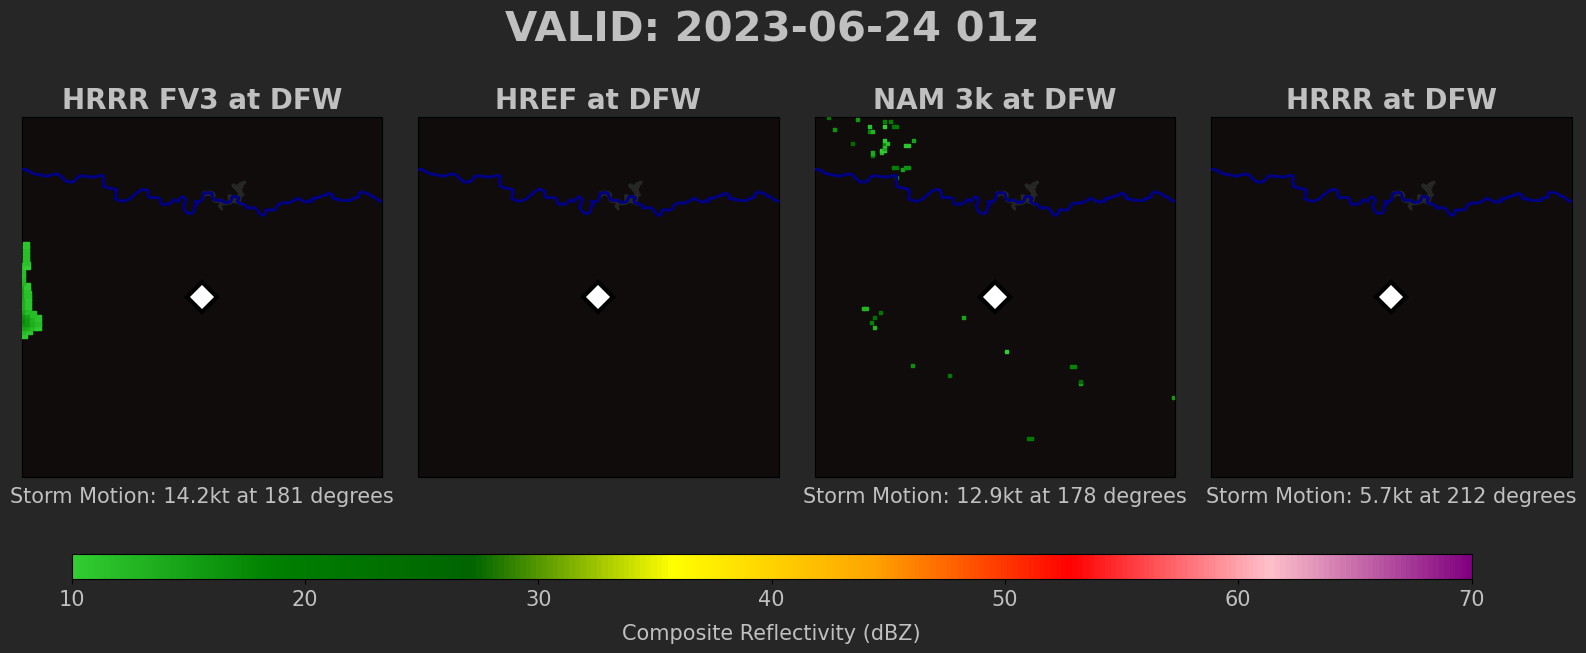 VALID: 2023-06-24 01z
HRRR FV3 at DFW
HREF at DFW
NAM 3k at DFW
HRRR at DFW
Storm Motion: 14.2kt at 181 degrees
Storm Motion: 12.9kt at 178 degrees
Storm Motion: 5.7kt at 212 degrees
10 20 30 40 50 60 70
Composite Reflectivity (dBZ)